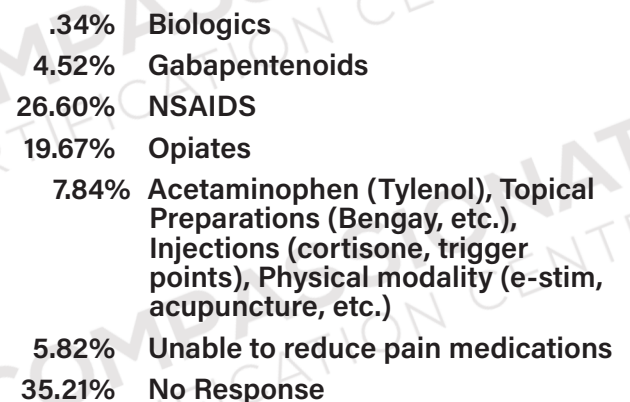 .34% Biologics
4.52% Gabapentenoids
26.60% NSAIDS
19.67% Opiates
7.84% Acetaminophen (Tylenol), Topical
Preparations (Bengay, etc.),
Injections (cortisone, trigger
points), Physical modality (e-stim,
acupuncture, etc.)
5.82% Unable to reduce pain medications
35.21% No Response